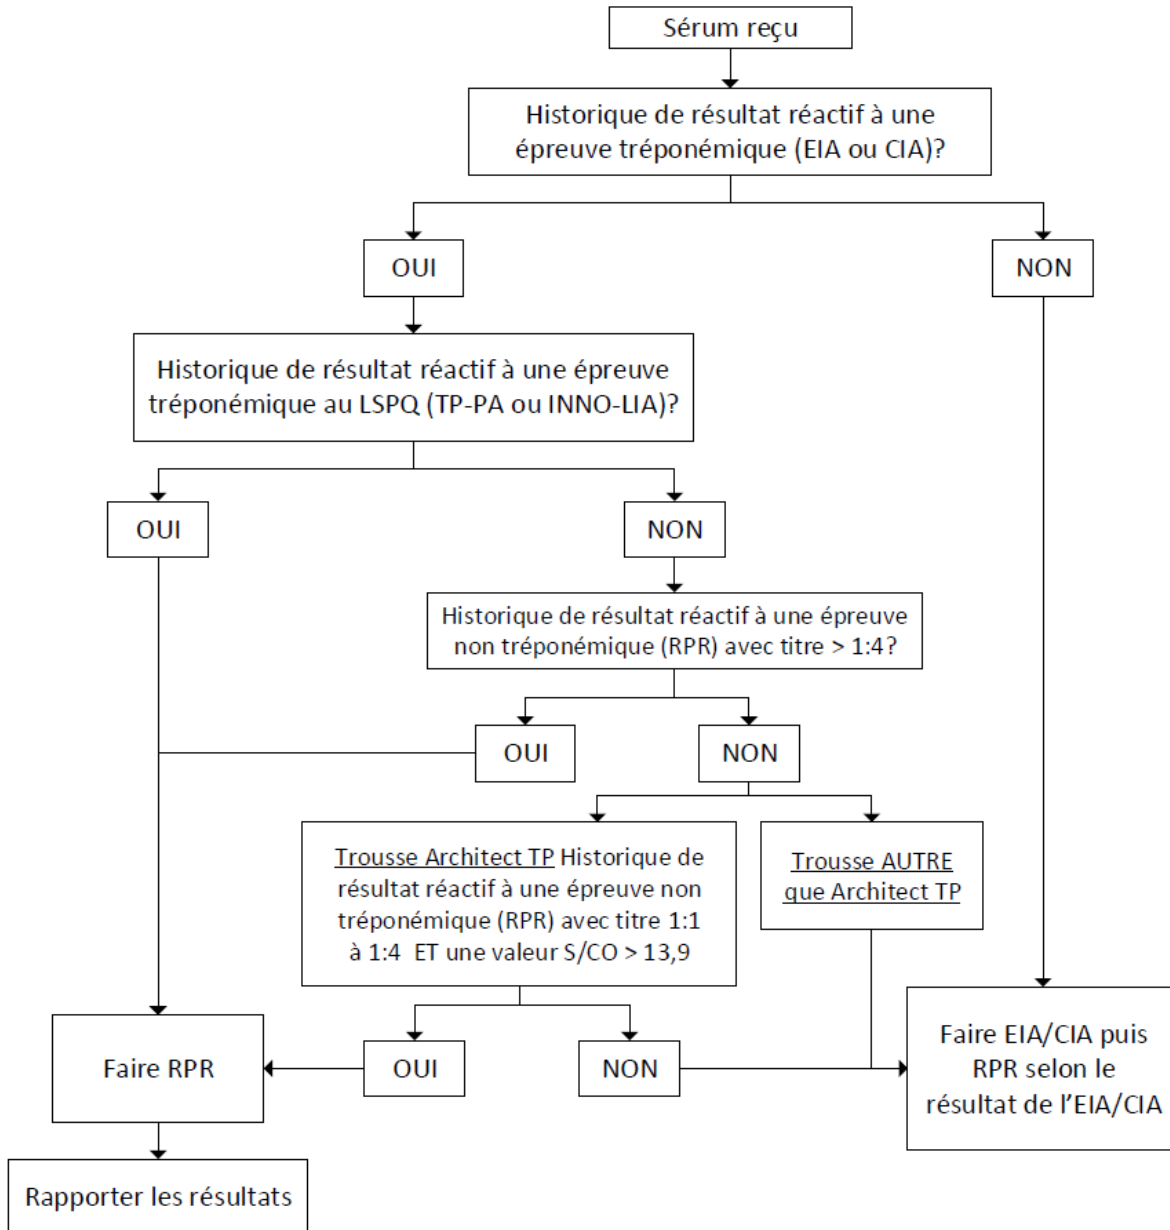 Sérum reçu
Historique de résultat réactif à une
épreuve tréponémique (EIA ou CIA)?
OUI
NON
Historique de résultat réactif à une épreuve
tréponémique au LSPQ (TP-PA ou INNO-LIA)?
OUI
NON
Historique de résultat réactif à une épreuve
non tréponémique (RPR) avec titre > 1:4?
OUI
NON
Trousse Architect TP Historique de
résultat réactif à une épreuve non
tréponémique (RPR) avec titre 1:1
à 1:4 ET une valeur S/CO > 13,9
Trousse AUTRE
que Architect TP
Faire RPR
OUI
NON
Faire EIA/CIA puis
RPR selon le
résultat de l’EIA/CIA
Rapporter les résultats